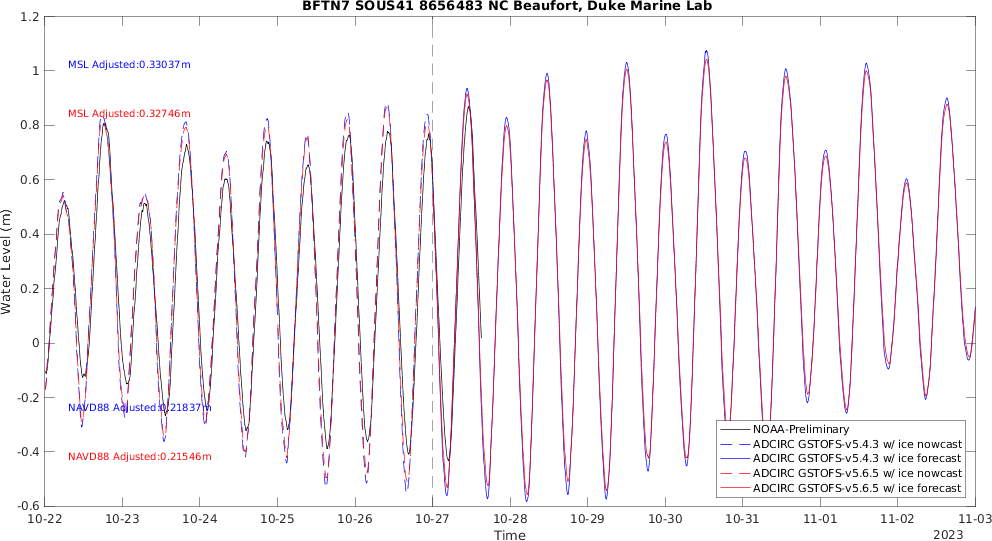 BFTN7 SOUS41 8656483 NC Beaufort, Duke Marine Lab
1.2
1
0.8
0.6
0.4
0.2
0
-0.2
-0.4
-0.6
Water Level (m)
MSL Adjusted:0.33037m
MSL Adjusted:0.32746m
NAVD88 Adjusted:0.21837m
NAVD88 Adjusted:0.21546m
NOAA-Preliminary
ADCIRC GSTOFS-v5.4.3 w/ ice nowcast
ADCIRC GSTOFS-v5.4.3 w/ ice forecast
ADCIRC GSTOFS-v5.6.5 w/ ice nowcast
ADCIRC GSTOFS-v5.6.5 w/ ice forecast
10-22 10-23 10-24 10-25 10-26 10-27 10-28 10-29 10-30 10-31 11-01 11-02 11-03
Time
2023